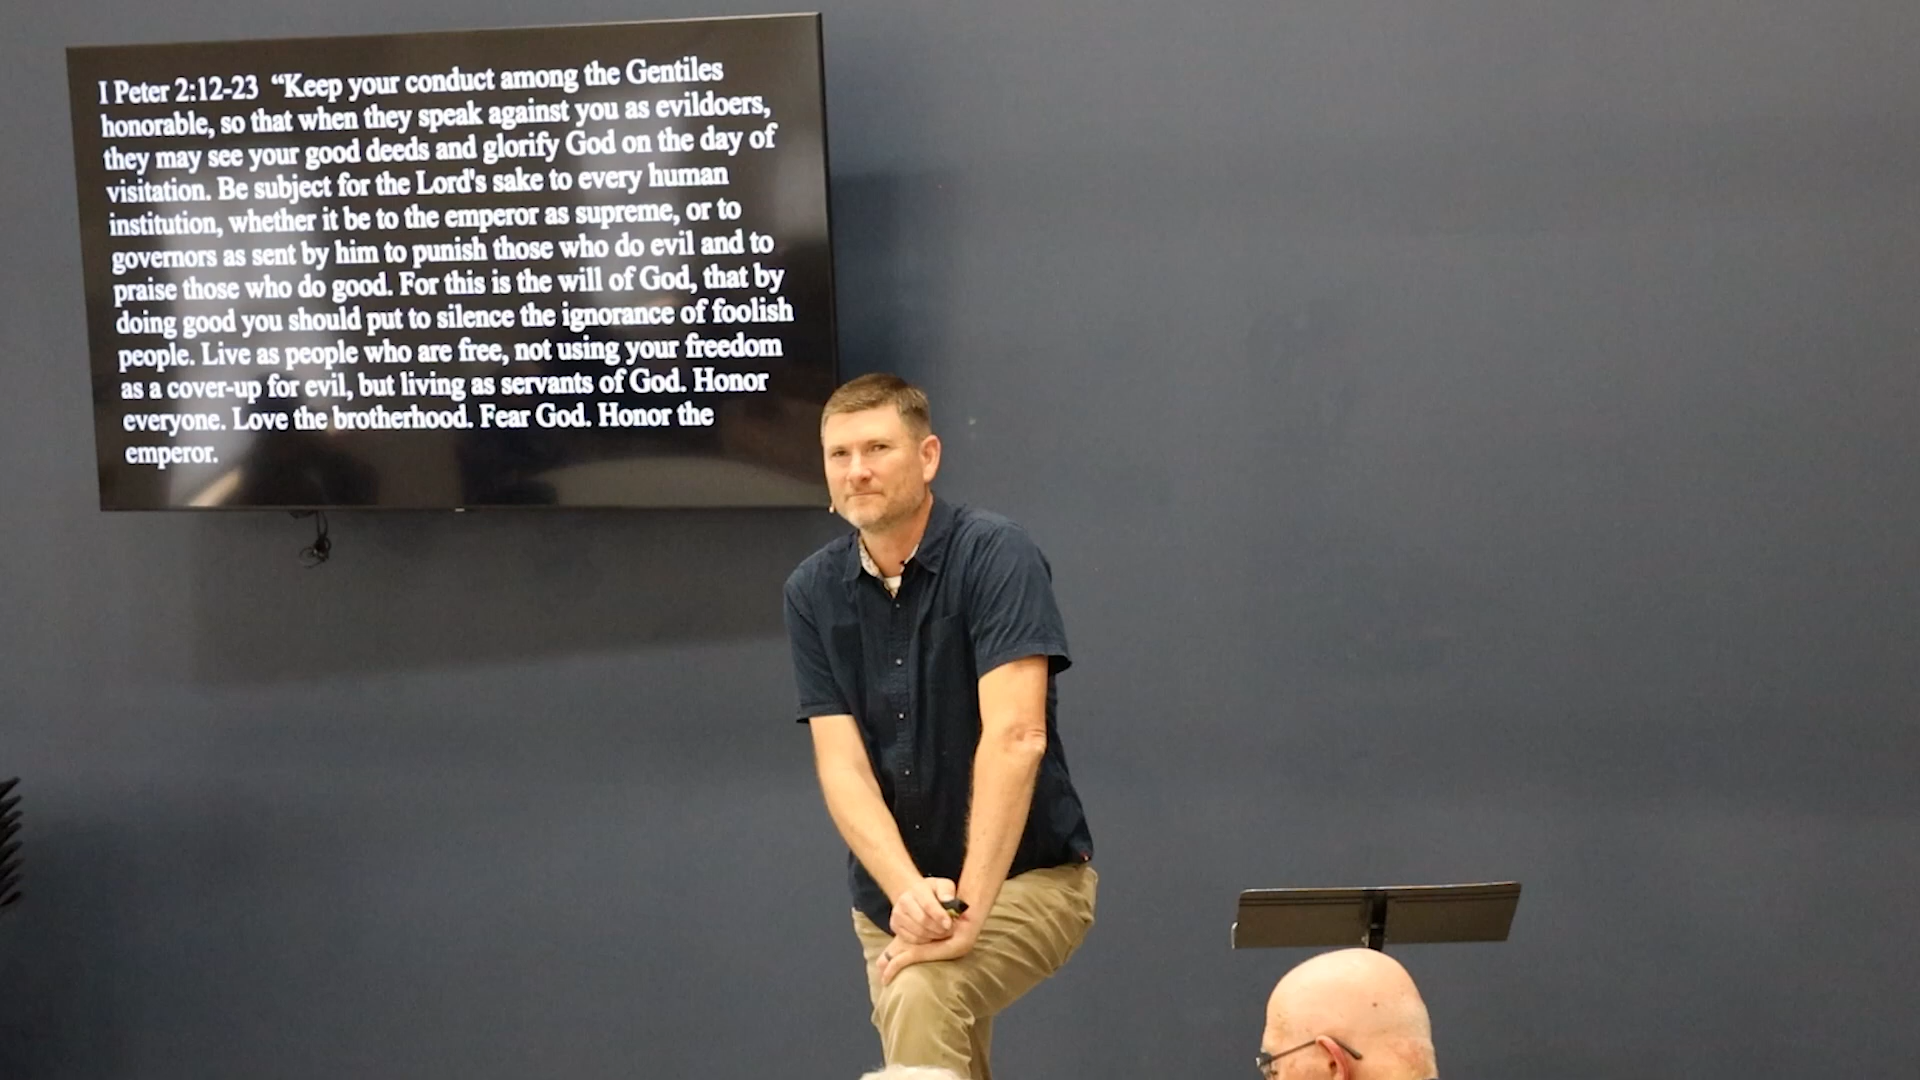 I Peter 2:12-23  “Keep your conduct among the Gentiles
honorable, so that when they speak against you as evildoers,
they may see your good deeds and glorify God on the day of
visitation. Be subject for the Lord's sake to every human
institution, whether it be to the emperor as supreme, or to
governors as sent by him to punish those who do evil and to
praise those who do good. For this is the will of God, that by
doing good you should put to silence the ignorance of foolish
people. Live as people who are free, not using your freedom
as a cover-up for evil, but living as servants of God. Honor
everyone. Love the brotherhood. Fear God. Honor the
emperor.